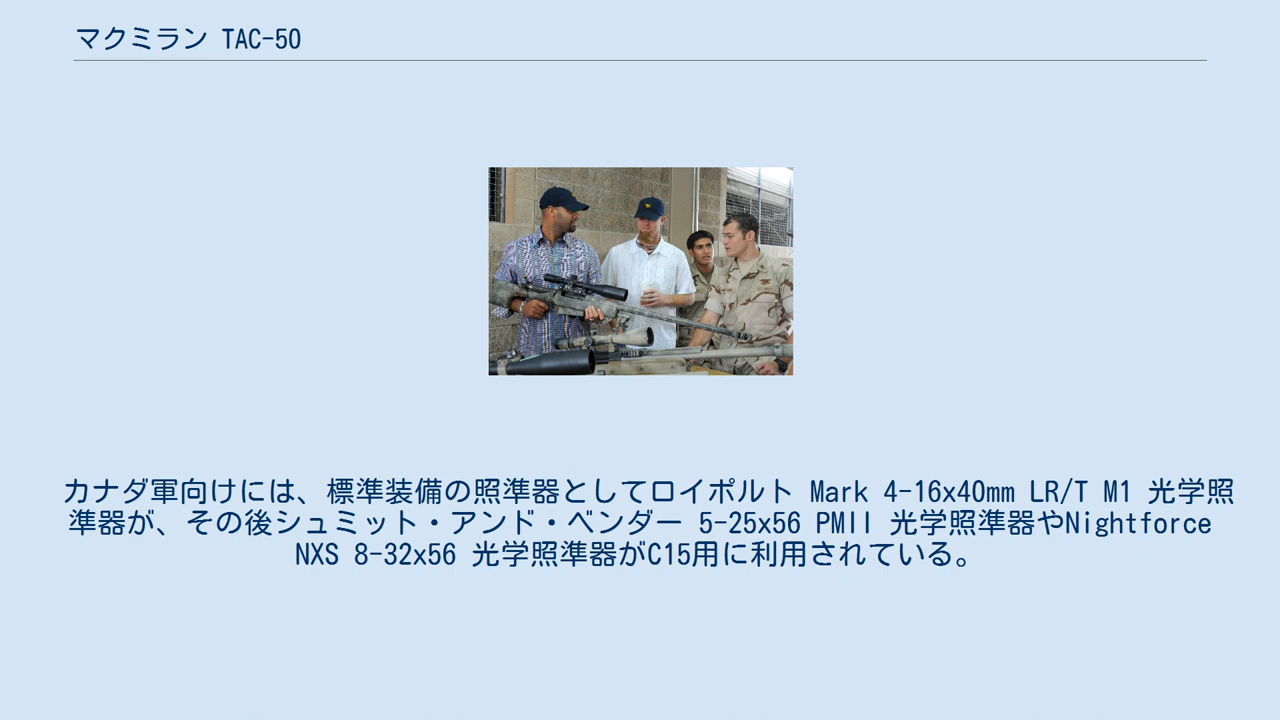 マクミラン TAC-50
カナダ軍向けには、標準装備の照準器としてロイポルト Mark 4-16x40mm LR/T M1 光学照
準器が、その後シュミット・アンド・ベンダー 5-25x56 PMII 光学照準器やNightforce
NXS 8-32x56 光学照準器がC15用に利用されている。